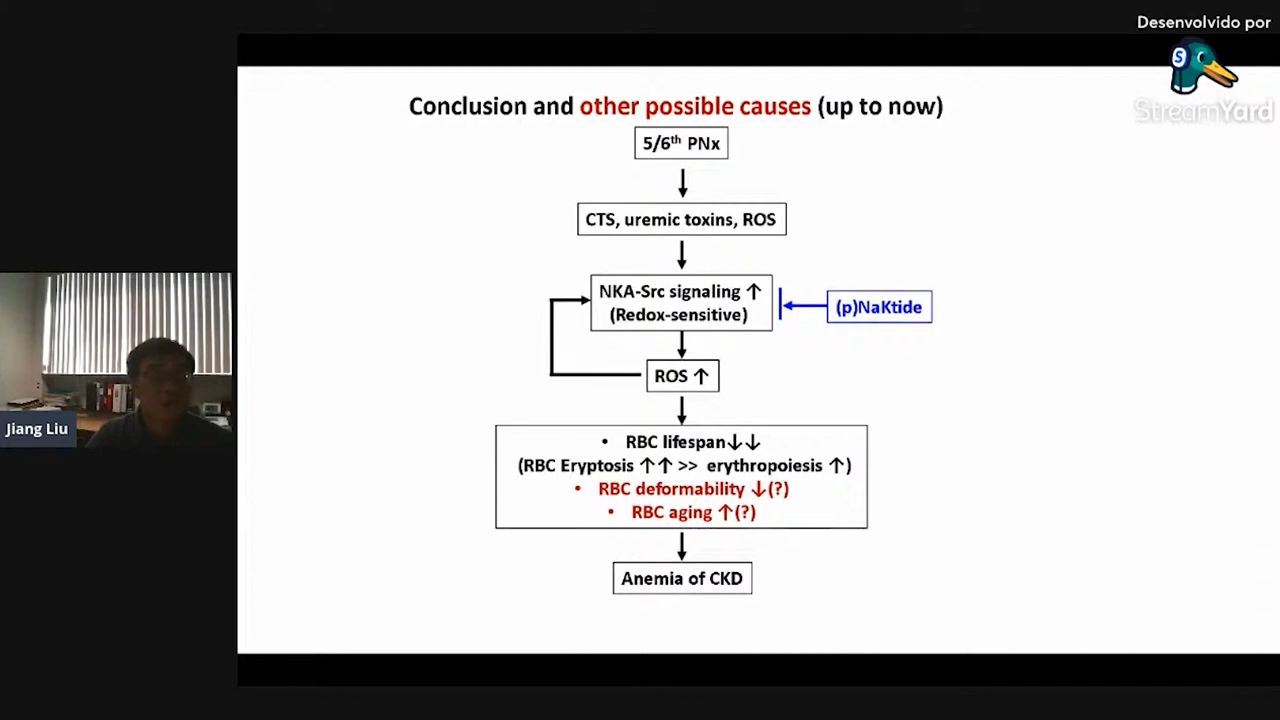 Desenvolvido por
StreamYard
Conclusion and other possible causes (up to now)
5/6th PNx
CTS, uremic toxins, ROS
NKA-Src signaling ↑
(Redox-sensitive)
(p)NaKtide
ROS ↑
• RBC lifespan↓↓
(RBC Eryptosis ↑↑ >> erythropoiesis ↑)
• RBC deformability ↓(?)
• RBC aging ↑(?)
Anemia of CKD
Jiang Liu